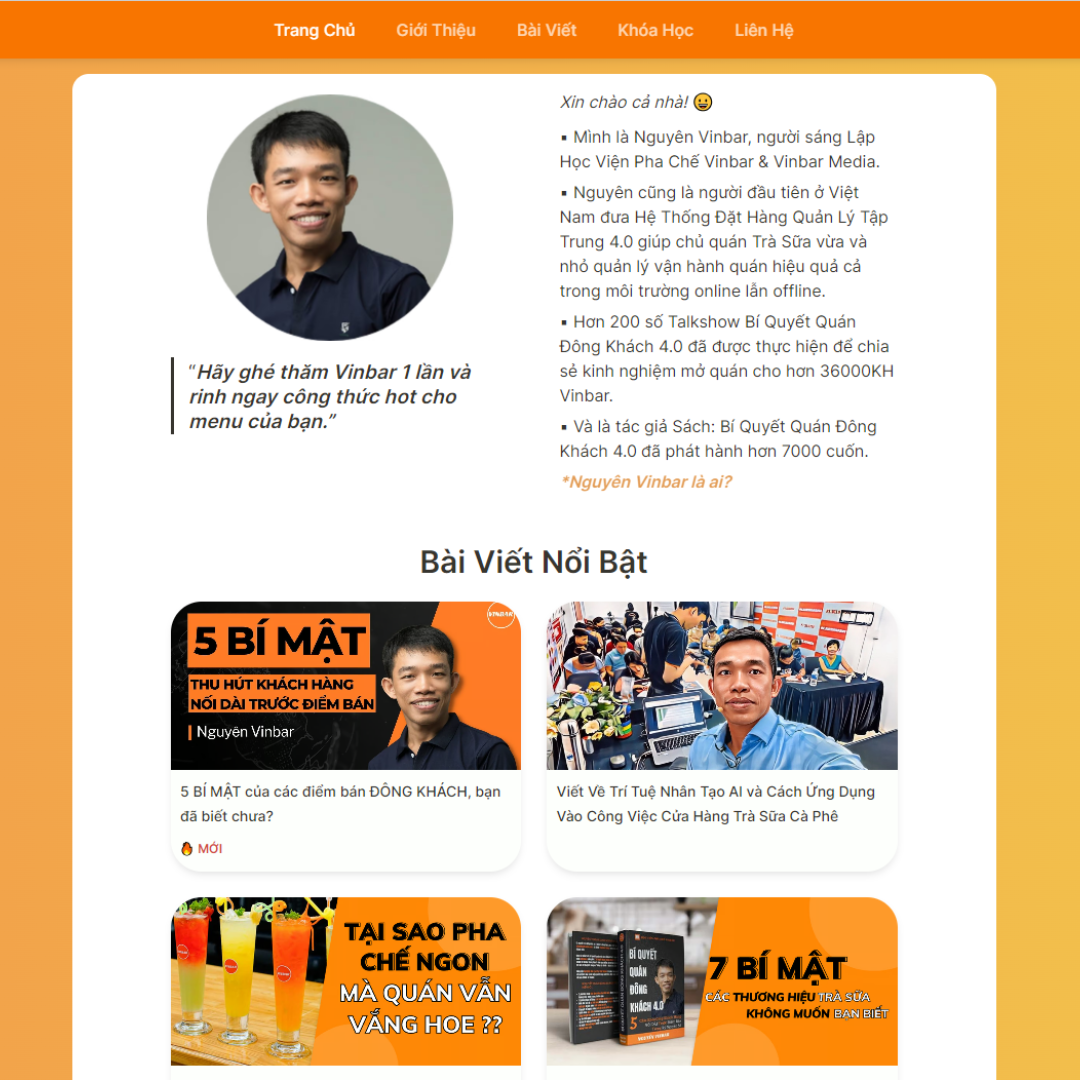 Trang Chủ Giới Thiệu Bài Viết Khóa Học Liên Hệ
Xin chào cả nhà! 😀
▪ Mình là Nguyên Vinbar, người sáng Lập
Học Viện Pha Chế Vinbar & Vinbar Media.
▪ Nguyên cũng là người đầu tiên ở Việt
Nam đưa Hệ Thống Đặt Hàng Quản Lý Tập
Trung 4.0 giúp chủ quán Trà Sữa vừa và
nhỏ quản lý vận hành quán hiệu quả cả
trong môi trường online lẫn offline.
▪ Hơn 200 số Talkshow Bí Quyết Quán
Đông Khách 4.0 đã được thực hiện để chia
sẻ kinh nghiệm mở quán cho hơn 36000KH
Vinbar.
▪ Và là tác giả Sách: Bí Quyết Quán Đông
Khách 4.0 đã phát hành hơn 7000 cuốn.
*Nguyên Vinbar là ai?
“Hãy ghé thăm Vinbar 1 lần và
rinh ngay công thức hot cho
menu của bạn.”
Bài Viết Nổi Bật
5 BÍ MẬT
THU HÚT KHÁCH HÀNG
NỐI DÀI TRƯỚC ĐIỂM BÁN
Nguyên Vinbar
5 BÍ MẬT của các điểm bán ĐÔNG KHÁCH, bạn
đã biết chưa?
🔥 MỚI
Viết Về Trí Tuệ Nhân Tạo AI và Cách Ứng Dụng
Vào Công Việc Cửa Hàng Trà Sữa Cà Phê
TẠI SAO PHA
CHẾ NGON
MÀ QUÁN VẪN
VẮNG HOE ??
BÍ QUYẾT
QUÁN
ĐÔNG
KHÁCH 4.0
5
NGUYÊN VINBAR
7 BÍ MẬT
CÁC THƯƠNG HIỆU TRÀ SỮA
KHÔNG MUỐN BẠN BIẾT